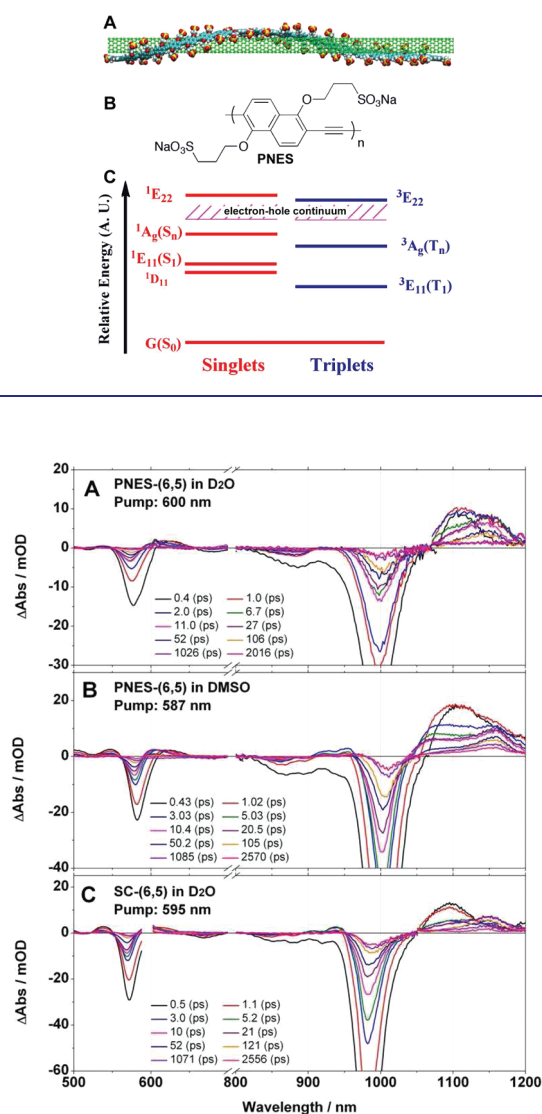 A
B
SO₃Na
O
NaO₃S
O
n
PNES
C
Relative Energy (A. U.)
¹E₂₂
³E₂₂
electron-hole continuum
¹A_g(Sₙ)
³A_g(Tₙ)
¹E₁₁(S₁)
¹D₁₁
³E₁₁(T₁)
G(S₀)
Singlets Triplets
A PNES-(6,5) in D₂O
Pump: 600 nm
ΔAbs / mOD
20
10
0
-10
-20
-30
0.4 (ps) 1.0 (ps)
2.0 (ps) 6.7 (ps)
11.0 (ps) 27 (ps)
52 (ps) 106 (ps)
1026 (ps) 2016 (ps)
B PNES-(6,5) in DMSO
Pump: 587 nm
ΔAbs / mOD
20
0
-20
-40
0.43 (ps) 1.02 (ps)
3.03 (ps) 5.03 (ps)
10.4 (ps) 20.5 (ps)
50.2 (ps) 105 (ps)
1085 (ps) 2570 (ps)
C SC-(6,5) in D₂O
Pump: 595 nm
ΔAbs / mOD
20
0
-20
-40
-60
0.5 (ps) 1.1 (ps)
3.0 (ps) 5.2 (ps)
10 (ps) 21 (ps)
52 (ps) 121 (ps)
1071 (ps) 2556 (ps)
500 600 800 900 1000 1100 1200
Wavelength / nm